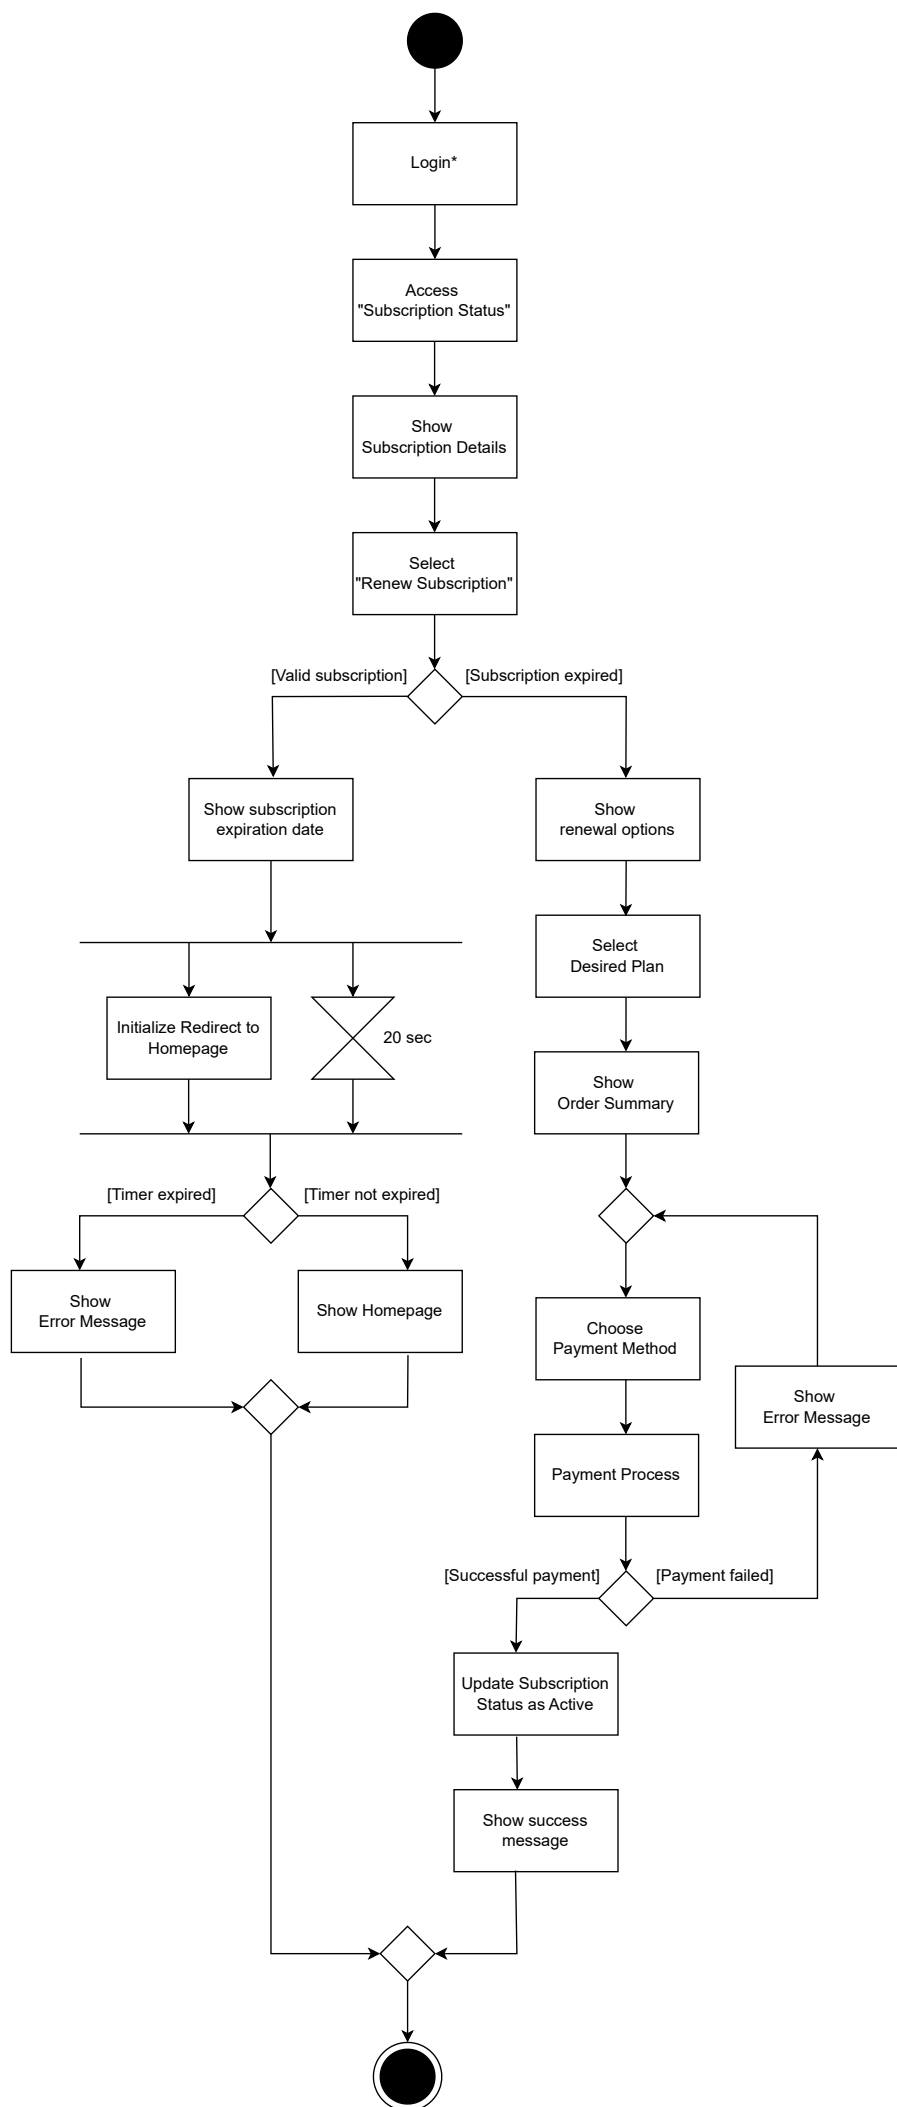 Login*
Access
"Subscription Status"
Show
Subscription Details
Select
"Renew Subscription"
[Valid subscription]
[Subscription expired]
Show subscription
expiration date
Show
renewal options
Select
Desired Plan
Initialize Redirect to
Homepage
20 sec
Show
Order Summary
[Timer expired]
[Timer not expired]
Show
Error Message
Show Homepage
Choose
Payment Method
Show
Error Message
Payment Process
[Successful payment]
[Payment failed]
Update Subscription
Status as Active
Show success
message